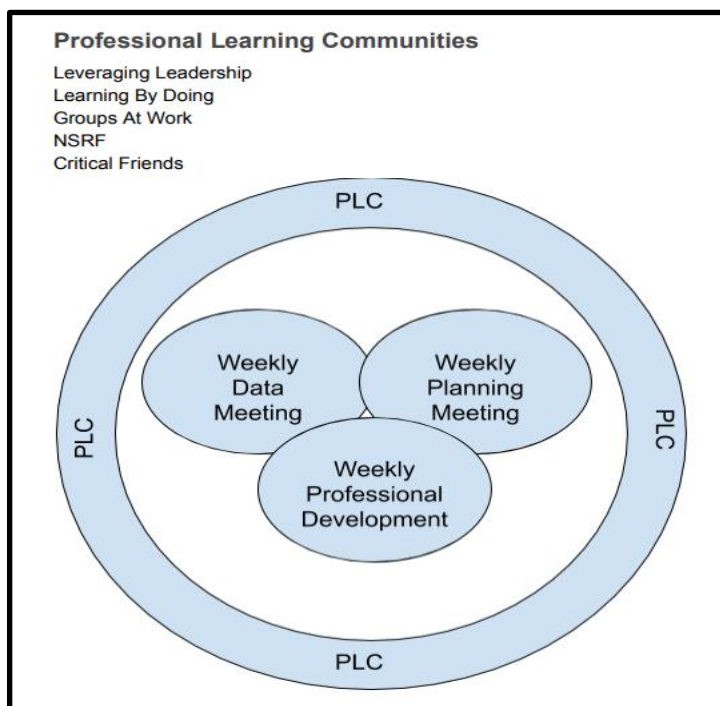 Professional Learning Communities
Leveraging Leadership
Learning By Doing
Groups At Work
NSRF
Critical Friends
PLC
Weekly
Data
Meeting
Weekly
Planning
Meeting
PLC
PLC
Weekly
Professional
Development
PLC